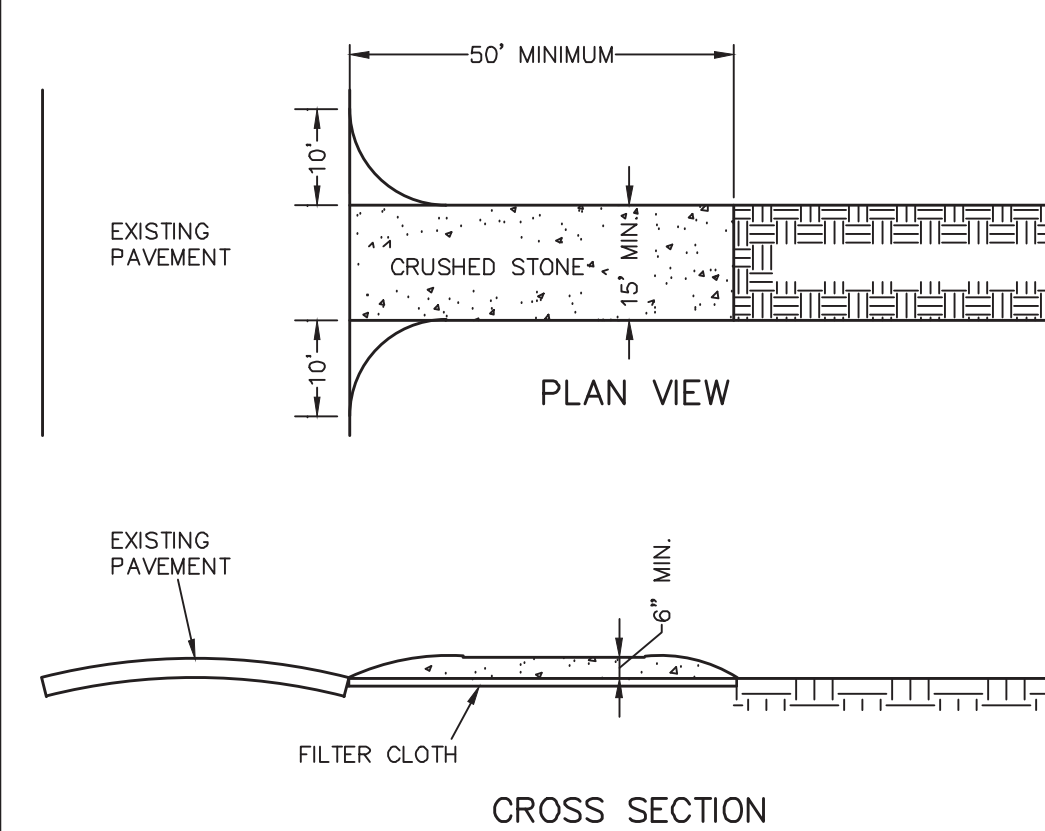 50' MINIMUM
10'
EXISTING
PAVEMENT
CRUSHED STONE
15' MIN.
10'
PLAN VIEW
EXISTING
PAVEMENT
6" MIN.
FILTER CLOTH
CROSS SECTION